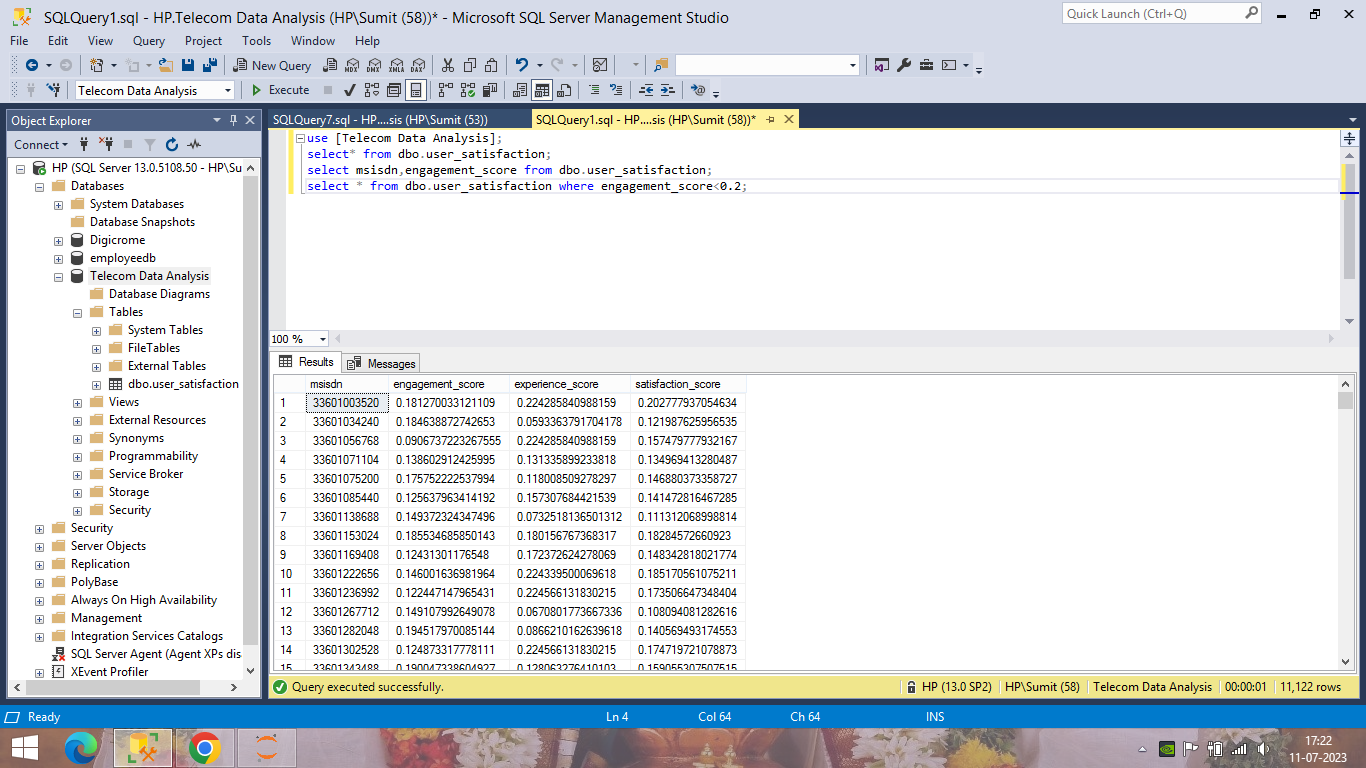 SQLQuery1.sql - HP.Telecom Data Analysis (HP\Sumit (58))* - Microsoft SQL Server Management Studio
Quick Launch (Ctrl+Q)
File Edit View Query Project Tools Window Help
New Query MDX DMX XMLA DAX
Telecom Data Analysis Execute
Object Explorer
Connect
HP (SQL Server 13.0.5108.50 - HP\Su
Databases
System Databases
Database Snapshots
Digicrome
employeedb
Telecom Data Analysis
Database Diagrams
Tables
System Tables
FileTables
External Tables
dbo.user_satisfaction
Views
External Resources
Synonyms
Programmability
Service Broker
Storage
Security
Security
Server Objects
Replication
PolyBase
Always On High Availability
Management
Integration Services Catalogs
SQL Server Agent (Agent XPs dis
XEvent Profiler
SQLQuery7.sql - HP....sis (HP\Sumit (53)) SQLQuery1.sql - HP....sis (HP\Sumit (58))*
use [Telecom Data Analysis];
select* from dbo.user_satisfaction;
select msisdn,engagement_score from dbo.user_satisfaction;
select * from dbo.user_satisfaction where engagement_score<0.2;
100 %
Results Messages
msisdn engagement_score experience_score satisfaction_score
1 33601003520 0.181270033121109 0.224285840988159 0.202777937054634
2 33601034240 0.184638872742653 0.0593363791704178 0.121987625956535
3 33601056768 0.0906737223267555 0.224285840988159 0.157479777932167
4 33601071104 0.138602912425995 0.131335899233818 0.134969413280487
5 33601075200 0.175752222537994 0.118008509278297 0.146880373358727
6 33601085440 0.125637963414192 0.157307684421539 0.141472816467285
7 33601138688 0.149372324347496 0.0732518136501312 0.111312068998814
8 33601153024 0.185534685850143 0.180156767368317 0.18284572660923
9 33601169408 0.12431301176548 0.172372624278069 0.148342818021774
10 33601222656 0.146001636981964 0.224339500069618 0.185170561075211
11 33601236992 0.122447147965431 0.224566131830215 0.173506647348404
12 33601267712 0.149107992649078 0.0670801773667336 0.108094081282616
13 33601282048 0.194517970085144 0.0866210162639618 0.140569493174553
14 33601302528 0.124873317778111 0.224566131830215 0.174719721078873
15 33601343488 0.190047338604927 0.128063276410103 0.159055307507515
Query executed successfully. HP (13.0 SP2) HP\Sumit (58) Telecom Data Analysis 00:00:01 11,122 rows
Ready Ln 4 Col 64 Ch 64 INS
17:22
11-07-2023